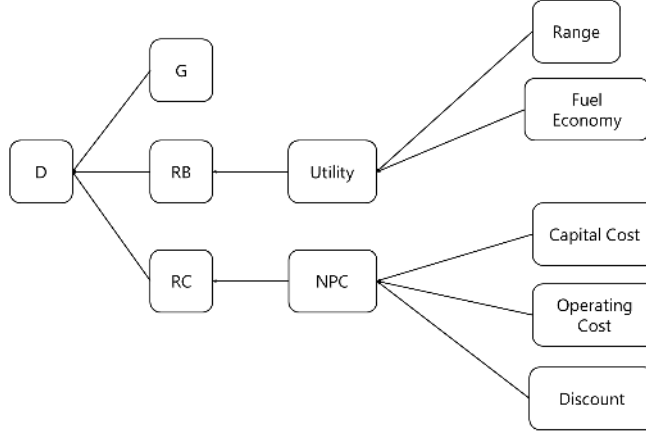 Range
G
Fuel
Economy
D
RB
Utility
Capital Cost
RC
NPC
Operating
Cost
Discount